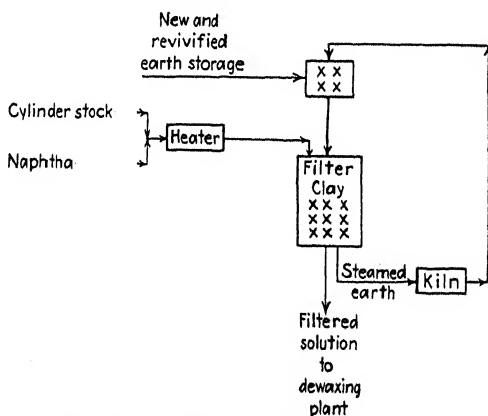 New and
revivified
earth storage
x x
x x
Cylinder stock
Heater
Naphtha
Filter
Clay
x x x
x x x
x x x
Steamed
earth
Kiln
Filtered
solution
to
dewaxing
plant